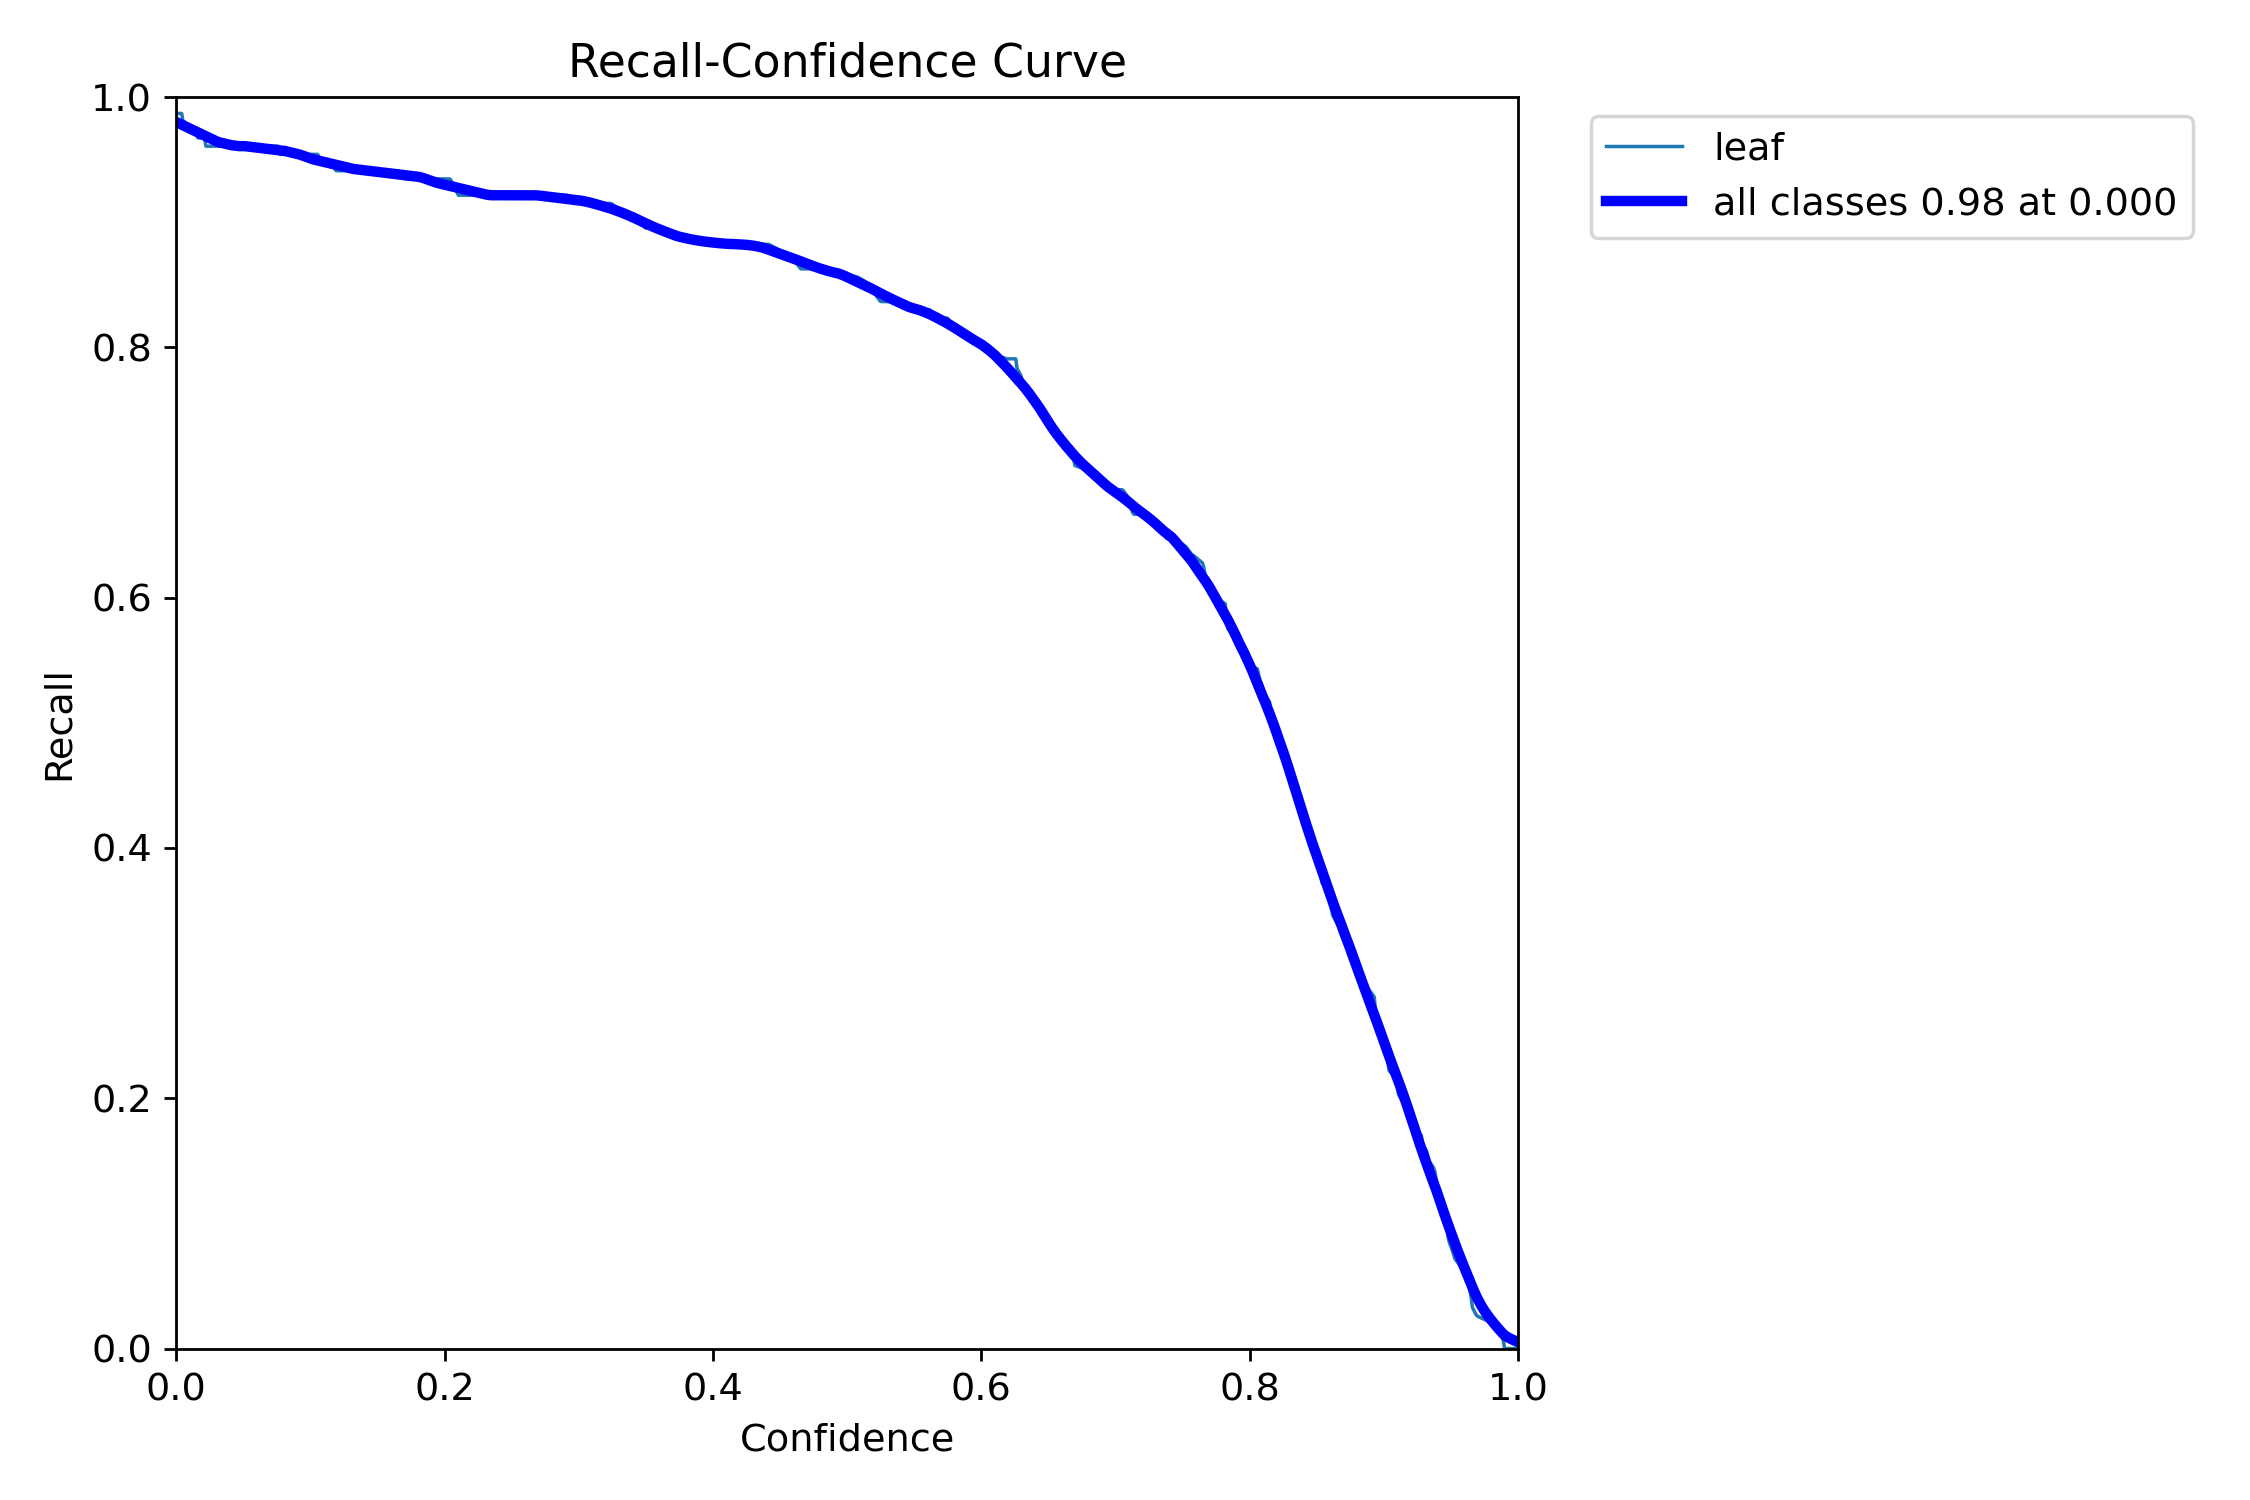 Recall-Confidence Curve
leaf
all classes 0.98 at 0.000
1.0
0.8
0.6
0.4
0.2
0.0
Recall
0.0 0.2 0.4 0.6 0.8 1.0
Confidence